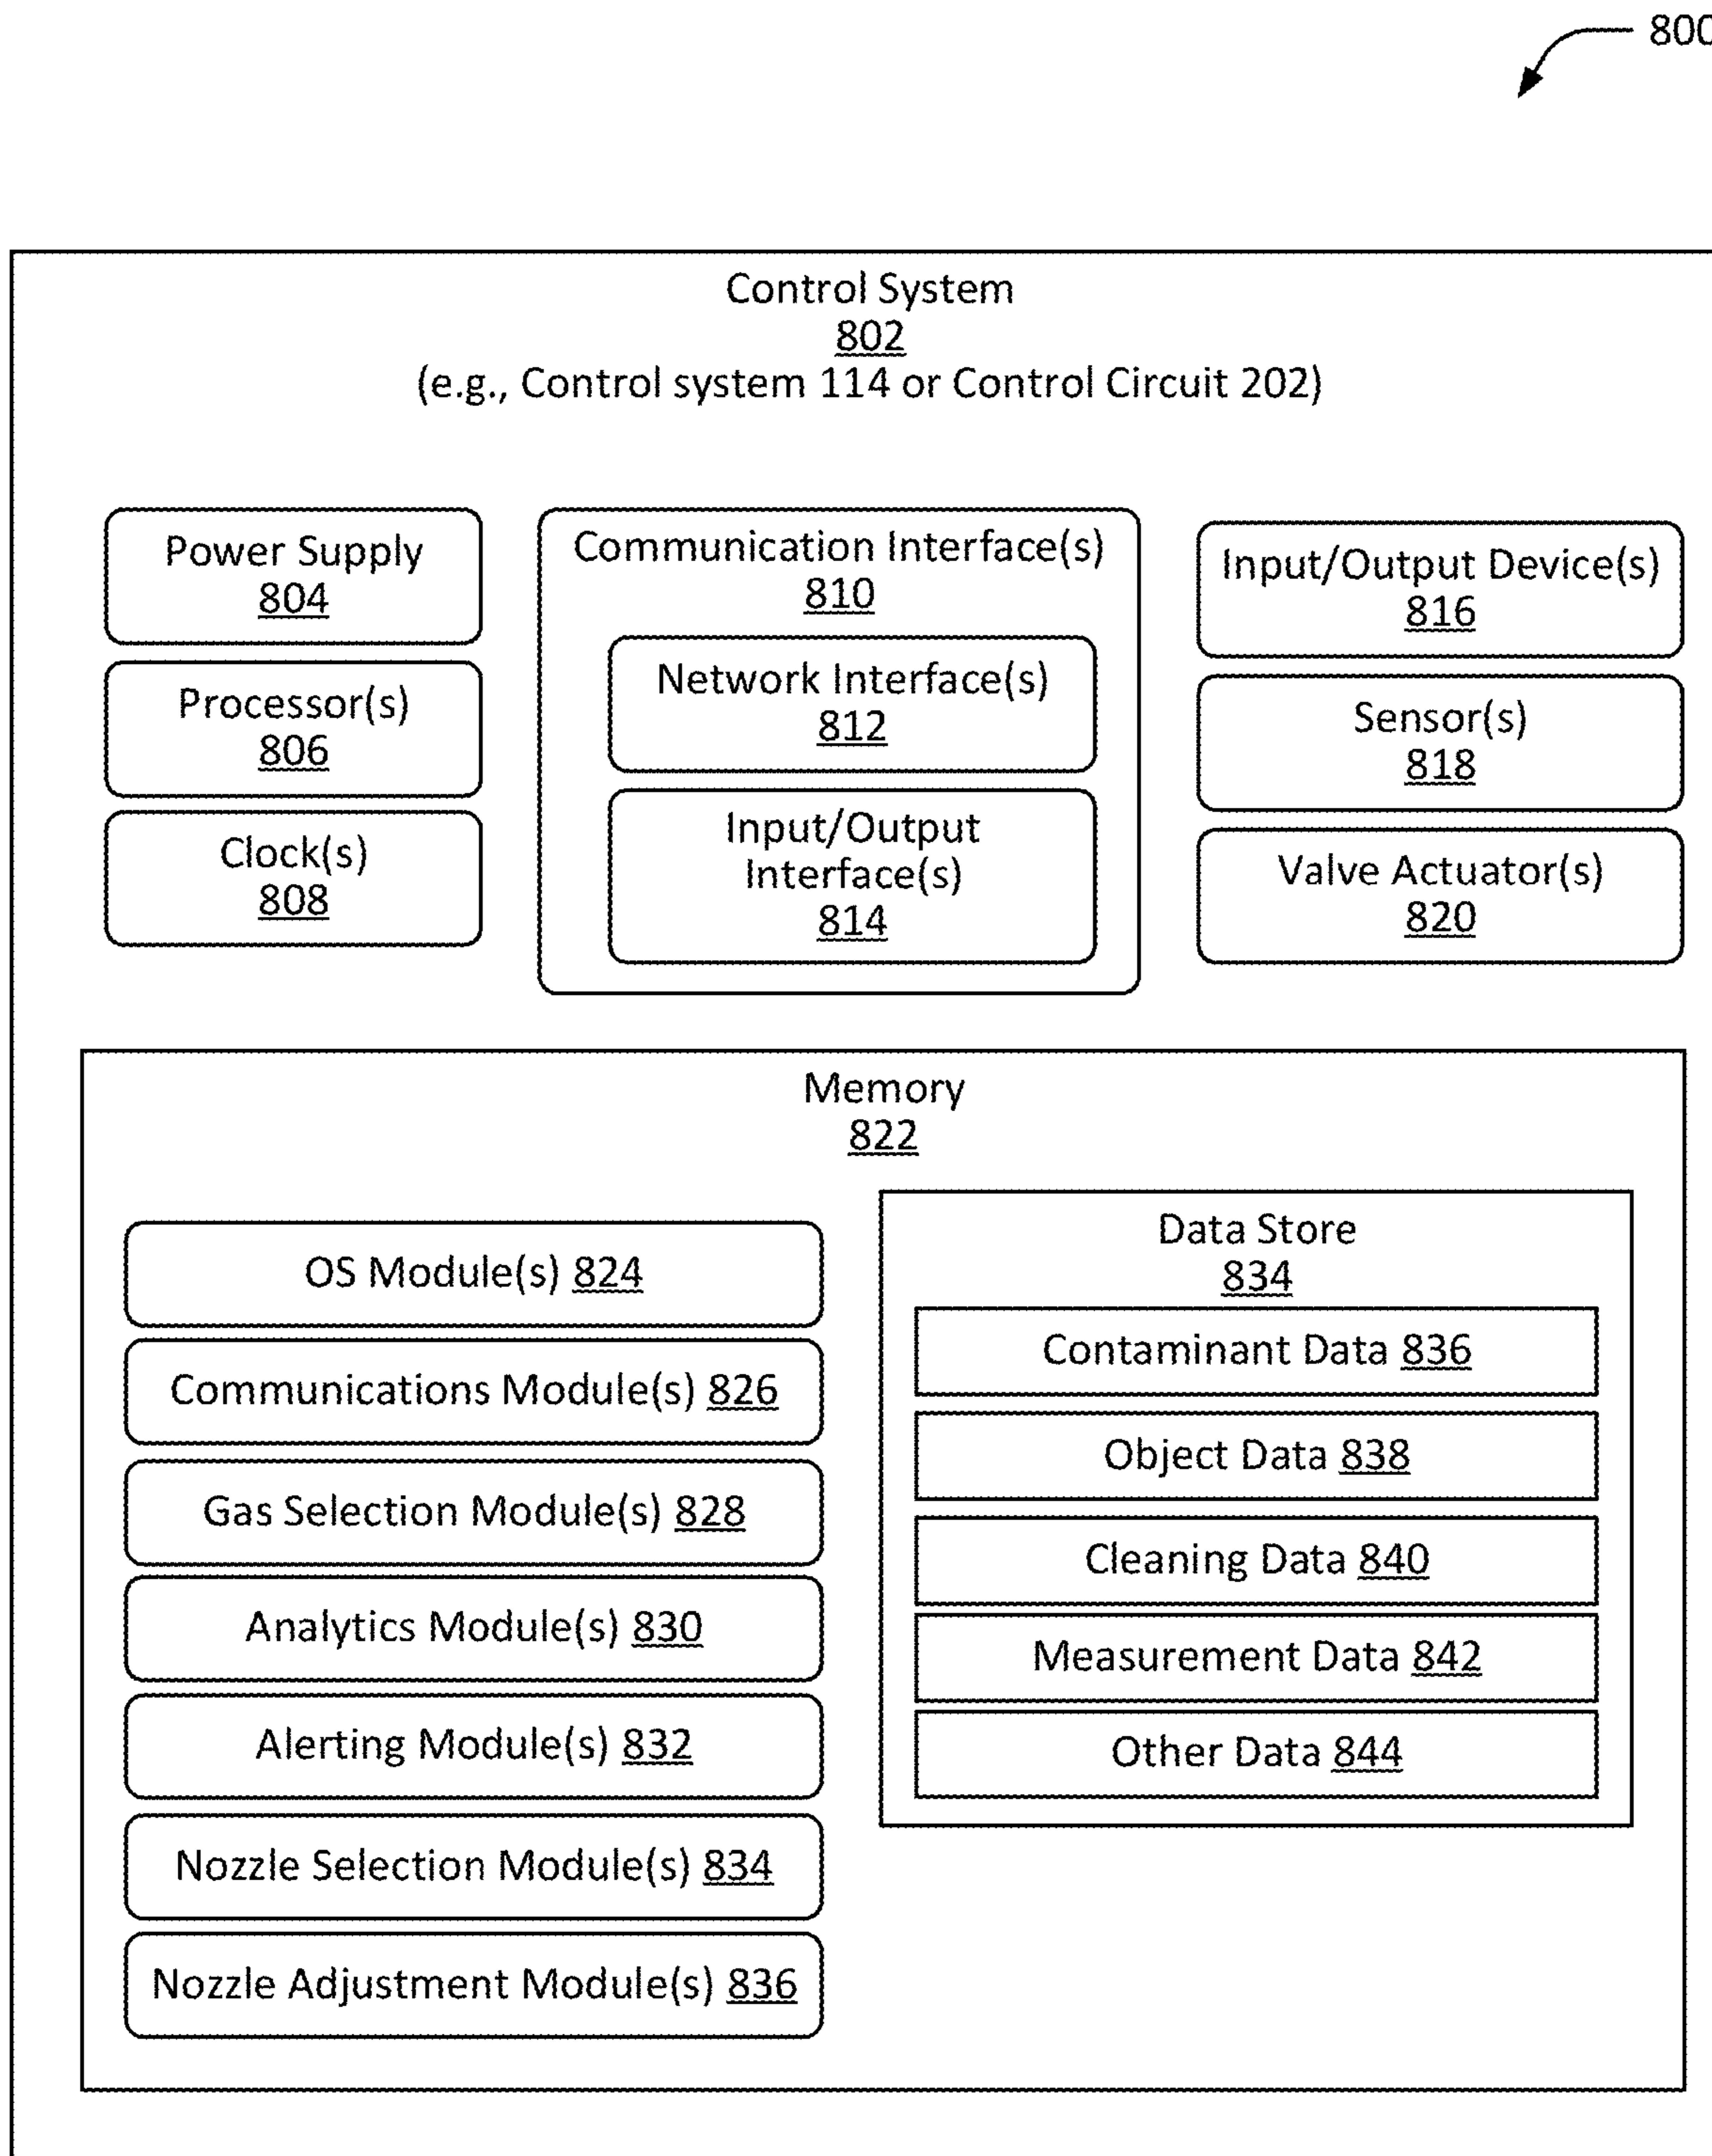 800
Control System
802
(e.g., Control system 114 or Control Circuit 202)
Power Supply
804
Processor(s)
806
Clock(s)
808
Communication Interface(s)
810
Network Interface(s)
812
Input/Output
Interface(s)
814
Input/Output Device(s)
816
Sensor(s)
818
Valve Actuator(s)
820
Memory
822
OS Module(s) 824
Communications Module(s) 826
Gas Selection Module(s) 828
Analytics Module(s) 830
Alerting Module(s) 832
Nozzle Selection Module(s) 834
Nozzle Adjustment Module(s) 836
Data Store
834
Contaminant Data 836
Object Data 838
Cleaning Data 840
Measurement Data 842
Other Data 844